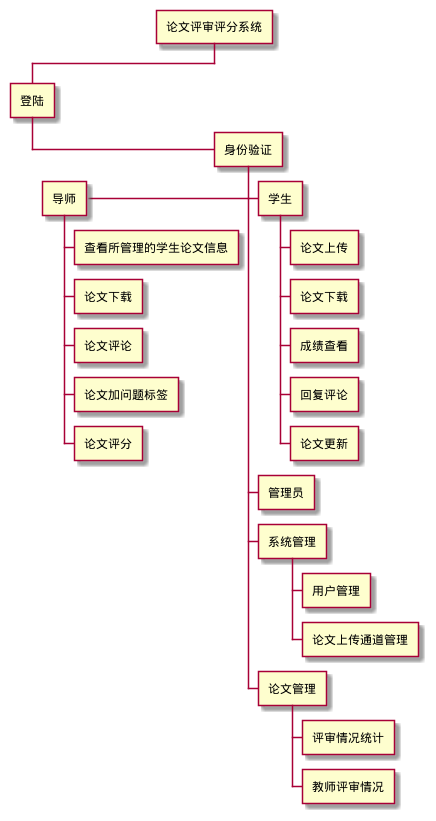 论文评审评分系统
登陆
身份验证
导师
查看所管理的学生论文信息
论文下载
论文评论
论文加问题标签
论文评分
学生
论文上传
论文下载
成绩查看
回复评论
论文更新
管理员
系统管理
用户管理
论文上传通道管理
论文管理
评审情况统计
教师评审情况